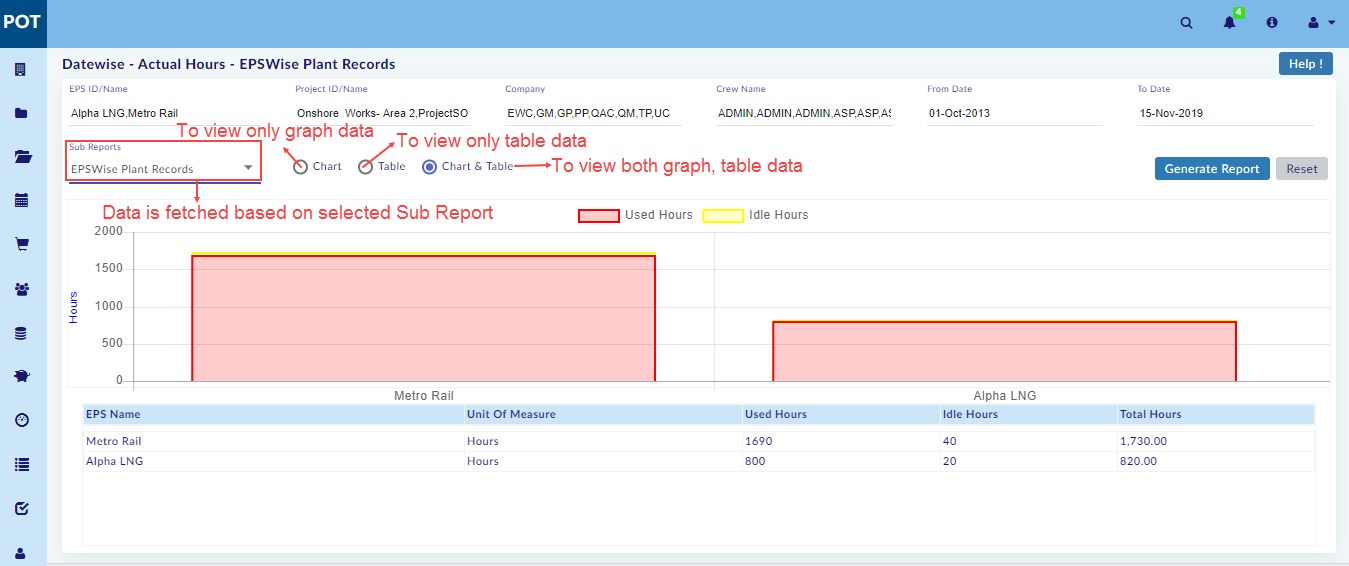 POT
4
Datewise - Actual Hours - EPSWise Plant Records
Help !
EPS ID/Name
Project ID/Name
Company
Crew Name
From Date
To Date
Alpha LNG,Metro Rail
Onshore Works- Area 2,ProjectSO
EWC,GM,GP,PP,QAC,QM,TP,UC
ADMIN,ADMIN,ADMIN,ASP,ASP,AS
01-Oct-2013
15-Nov-2019
To view only graph data
To view only table data
Sub Reports
EPSWise Plant Records
Chart
Table
Chart & Table
To view both graph, table data
Generate Report
Reset
Data is fetched based on selected Sub Report
Used Hours
Idle Hours
2000
1500
1000
500
0
Hours
Metro Rail
Alpha LNG
EPS Name
Unit Of Measure
Used Hours
Idle Hours
Total Hours
Metro Rail
Hours
1690
40
1,730.00
Alpha LNG
Hours
800
20
820.00